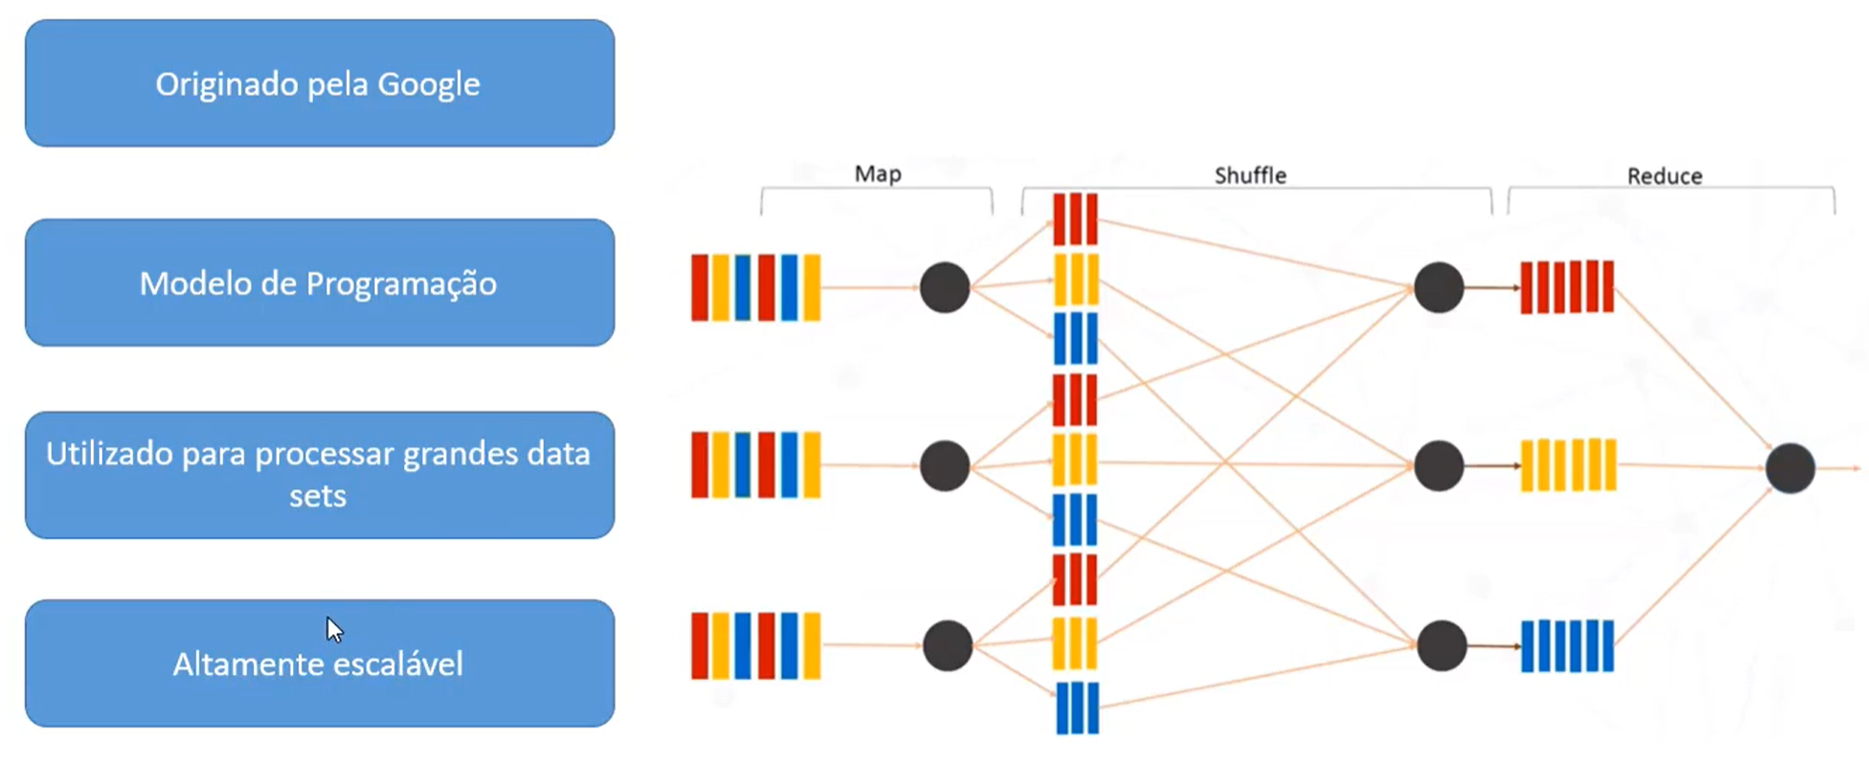 Originado pela Google
Modelo de Programação
Utilizado para processar grandes data
sets
Altamente escalável
Map
Shuffle
Reduce